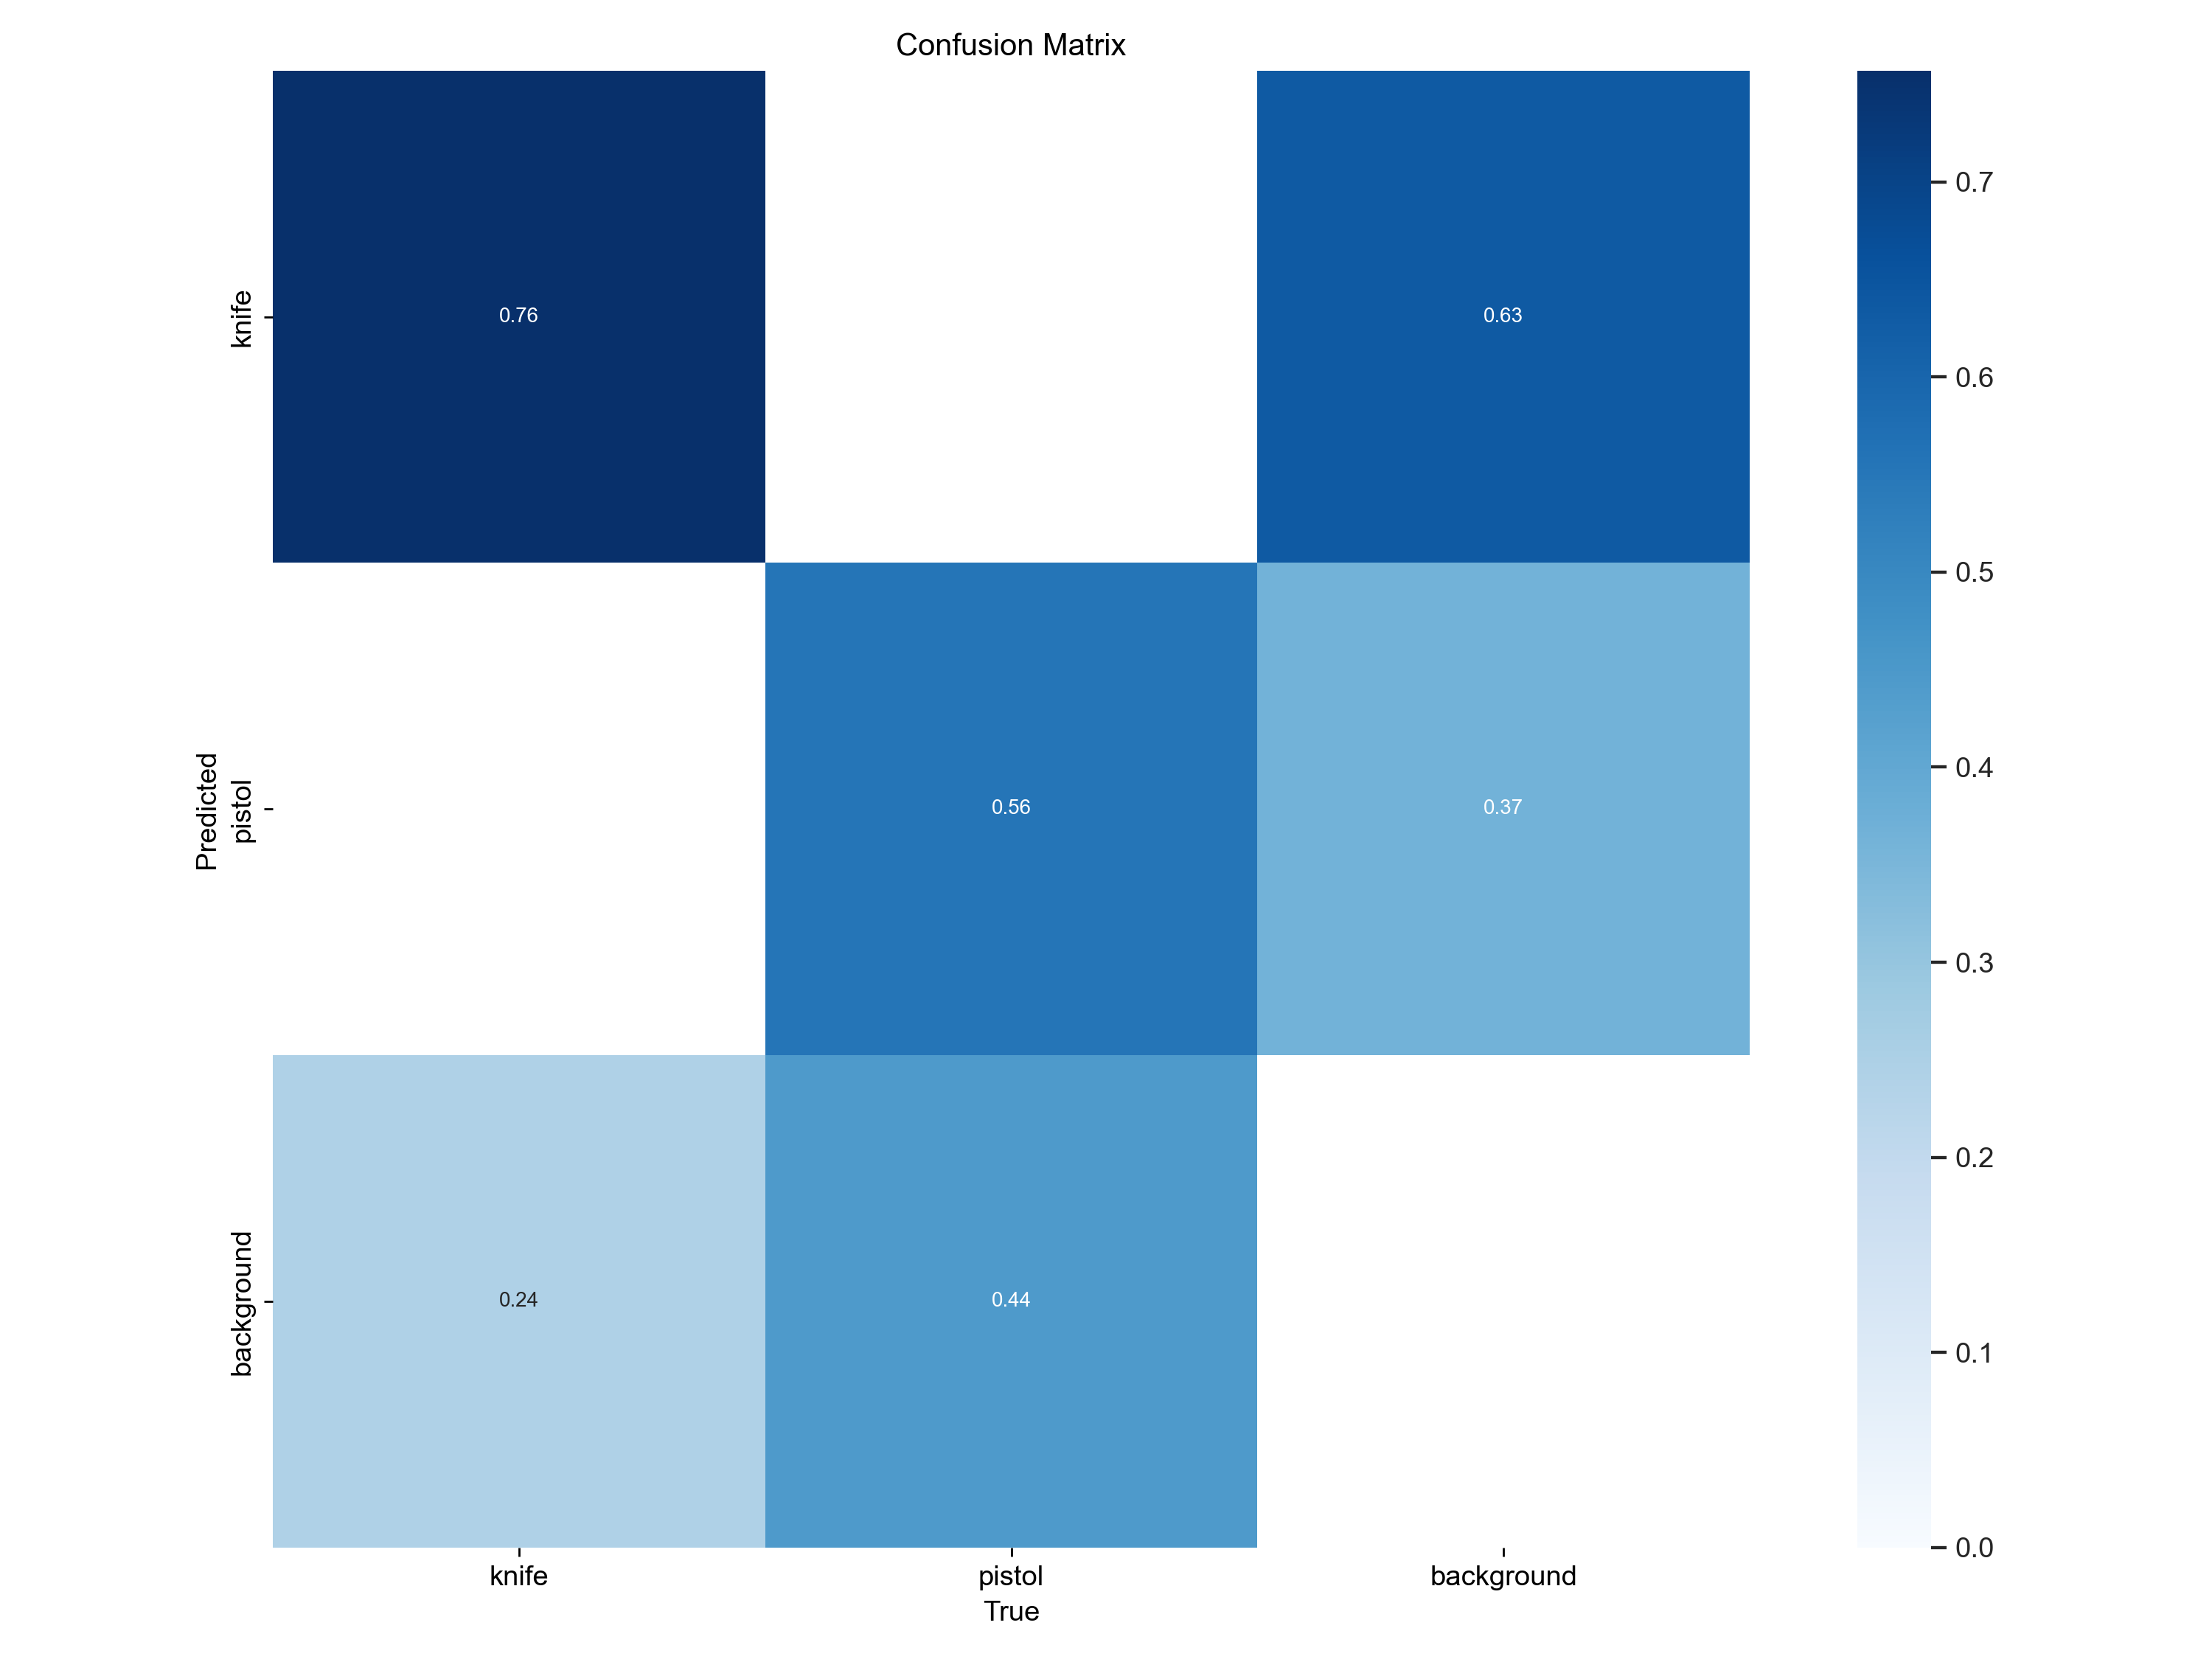 Confusion Matrix
knife
0.76
0.63
Predicted
pistol
0.56
0.37
background
0.24
0.44
knife
pistol
background
True
0.7
0.6
0.5
0.4
0.3
0.2
0.1
0.0